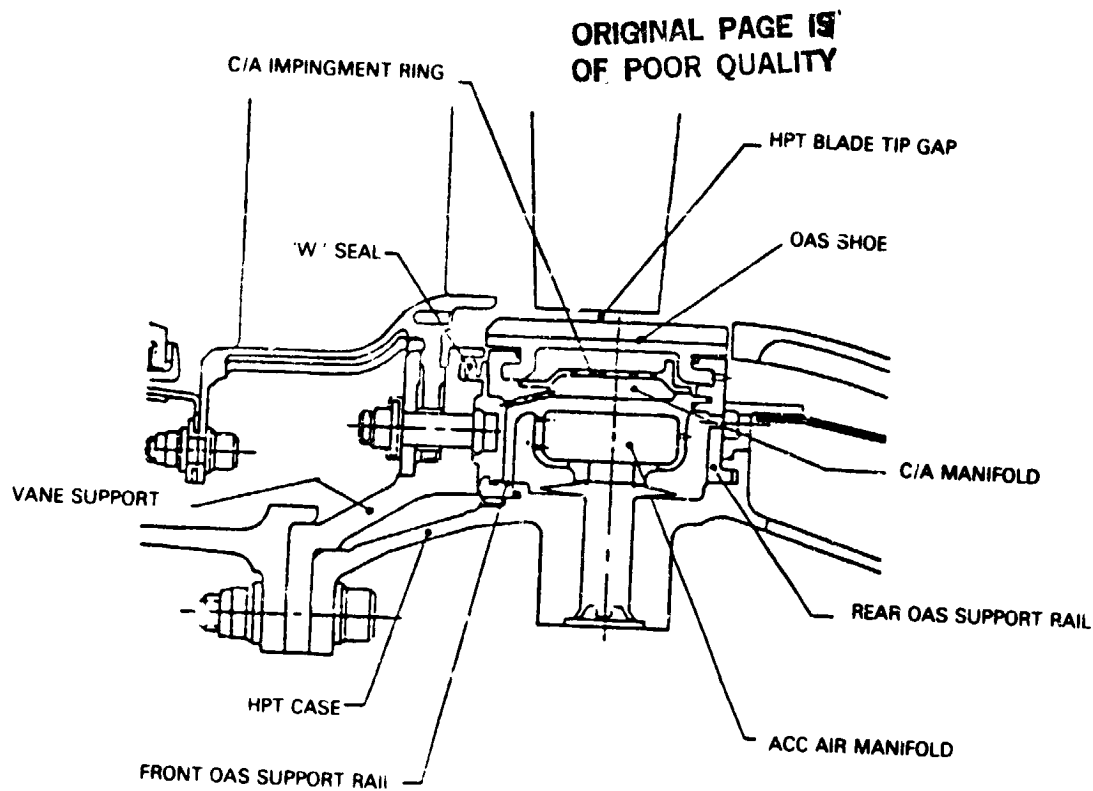 ORIGINAL PAGE IS
OF POOR QUALITY
C/A IMPINGMENT RING
HPT BLADE TIP GAP
'W' SEAL
OAS SHOE
C/A MANIFOLD
VANE SUPPORT
REAR OAS SUPPORT RAIL
HPT CASE
ACC AIR MANIFOLD
FRONT OAS SUPPORT RAIL